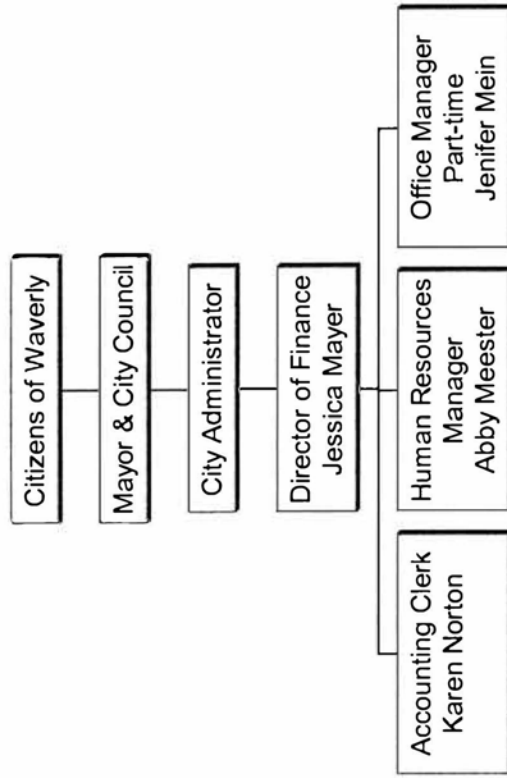 Citizens of Waverly
Mayor & City Council
City Administrator
Director of Finance
Jessica Mayer
Accounting Clerk
Karen Norton
Human Resources
Manager
Abby Meester
Office Manager
Part-time
Jenifer Mein